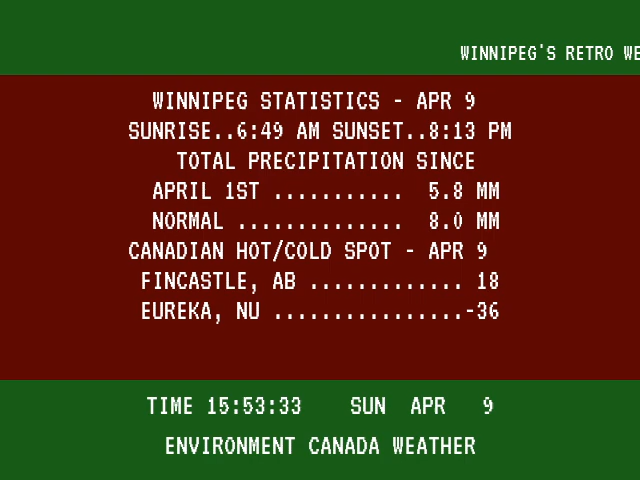 WINNIPEG'S RETRO WE
WINNIPEG STATISTICS - APR 9
SUNRISE..6:49 AM SUNSET..8:13 PM
TOTAL PRECIPITATION SINCE
APRIL 1ST ........... 5.8 MM
NORMAL .............. 8.0 MM
CANADIAN HOT/COLD SPOT - APR 9
FINCASTLE, AB ............. 18
EUREKA, NU ................-36
TIME 15:53:33 SUN APR 9
ENVIRONMENT CANADA WEATHER